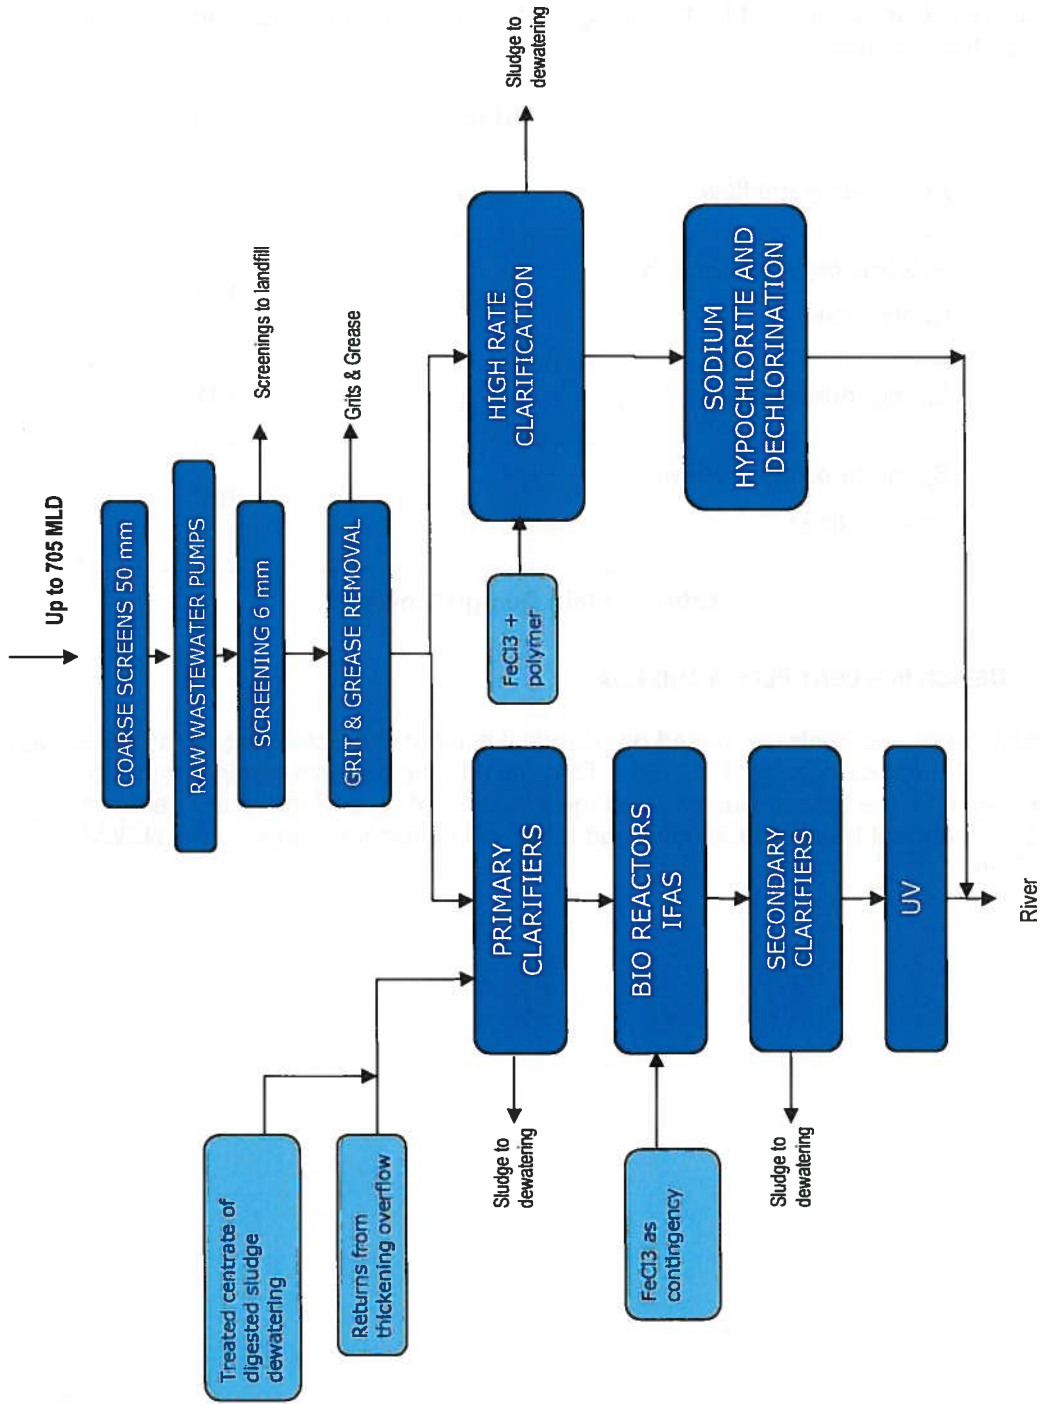 Up to 705 MLD
COARSE SCREENS 50 mm
RAW WASTEWATER PUMPS
SCREENING 6 mm
Screenings to landfill
GRIT & GREASE REMOVAL
Grits & Grease
Treated centrate of
digested sludge
dewatering
Returns from
thickening overflow
PRIMARY
CLARIFIERS
Sludge to
dewatering
FeCl3 as
contingency
BIO REACTORS
IFAS
SECONDARY
CLARIFIERS
Sludge to
dewatering
UV
River
FeCl3 +
polymer
HIGH RATE
CLARIFICATION
Sludge to
dewatering
SODIUM
HYPOCHLORITE AND
DECHLORINATION